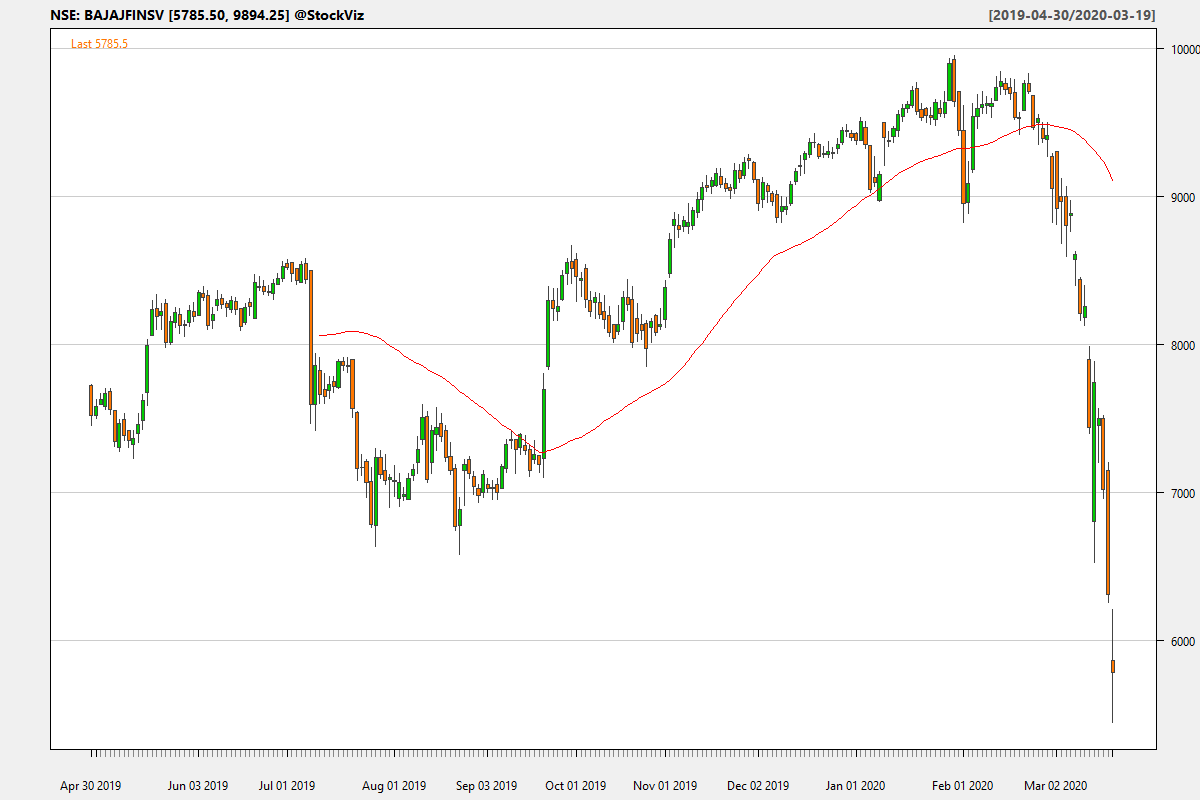 NSE: BAJAJFINSV [5785.50, 9894.25] @StockViz [2019-04-30/2020-03-19]
Last 5785.5
10000
9000
8000
7000
6000
Apr 30 2019 Jun 03 2019 Jul 01 2019 Aug 01 2019 Sep 03 2019 Oct 01 2019 Nov 01 2019 Dec 02 2019 Jan 01 2020 Feb 01 2020 Mar 02 2020